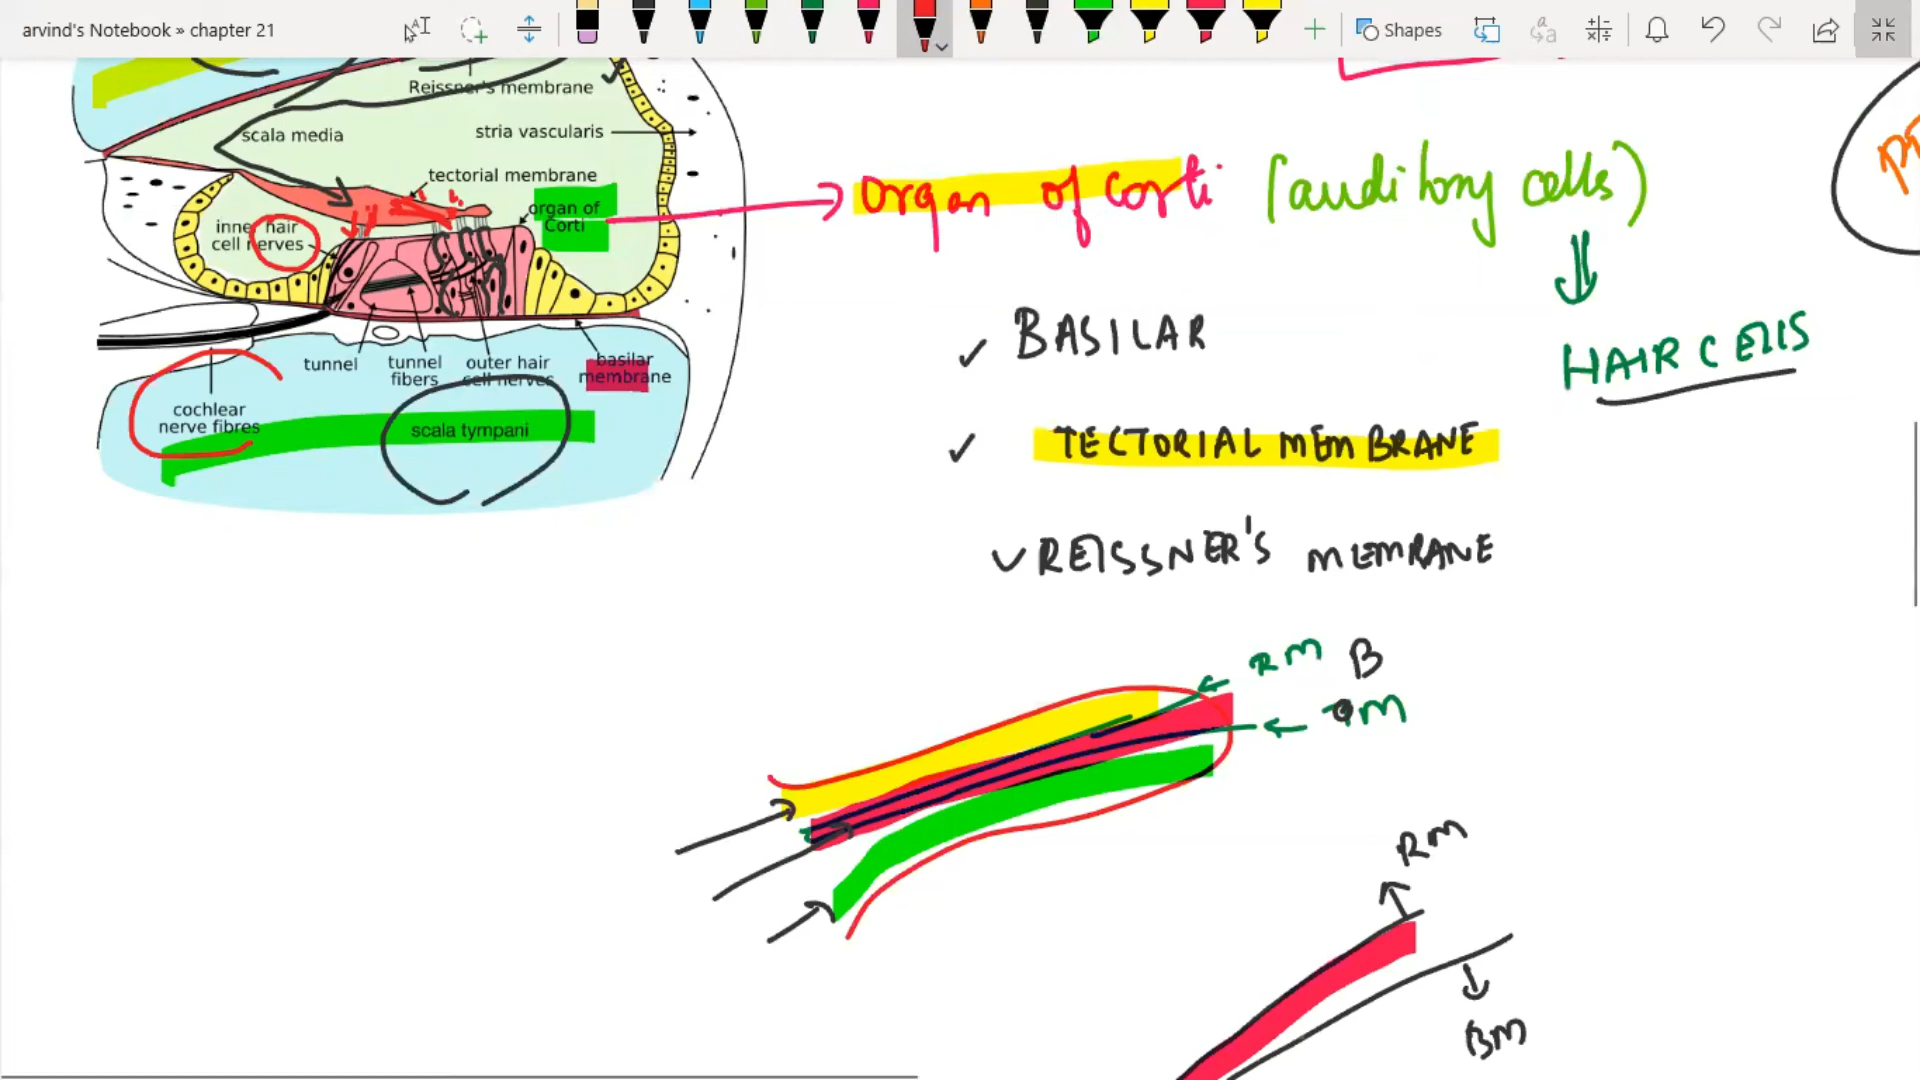 arvind's Notebook » chapter 21
Shapes
Reissner's membrane
scala media
stria vascularis
tectorial membrane
organ of
Corti
inner hair
cell nerves
tunnel
tunnel
fibers
outer hair
cell nerves
basilar
membrane
cochlear
nerve fibres
scala tympani
organ of corti (auditory cells)
HAIR CELLS
BASILAR
TECTORIAL MEMBRANE
REISSNER'S MEMRANE
RM B
M
RM
BM